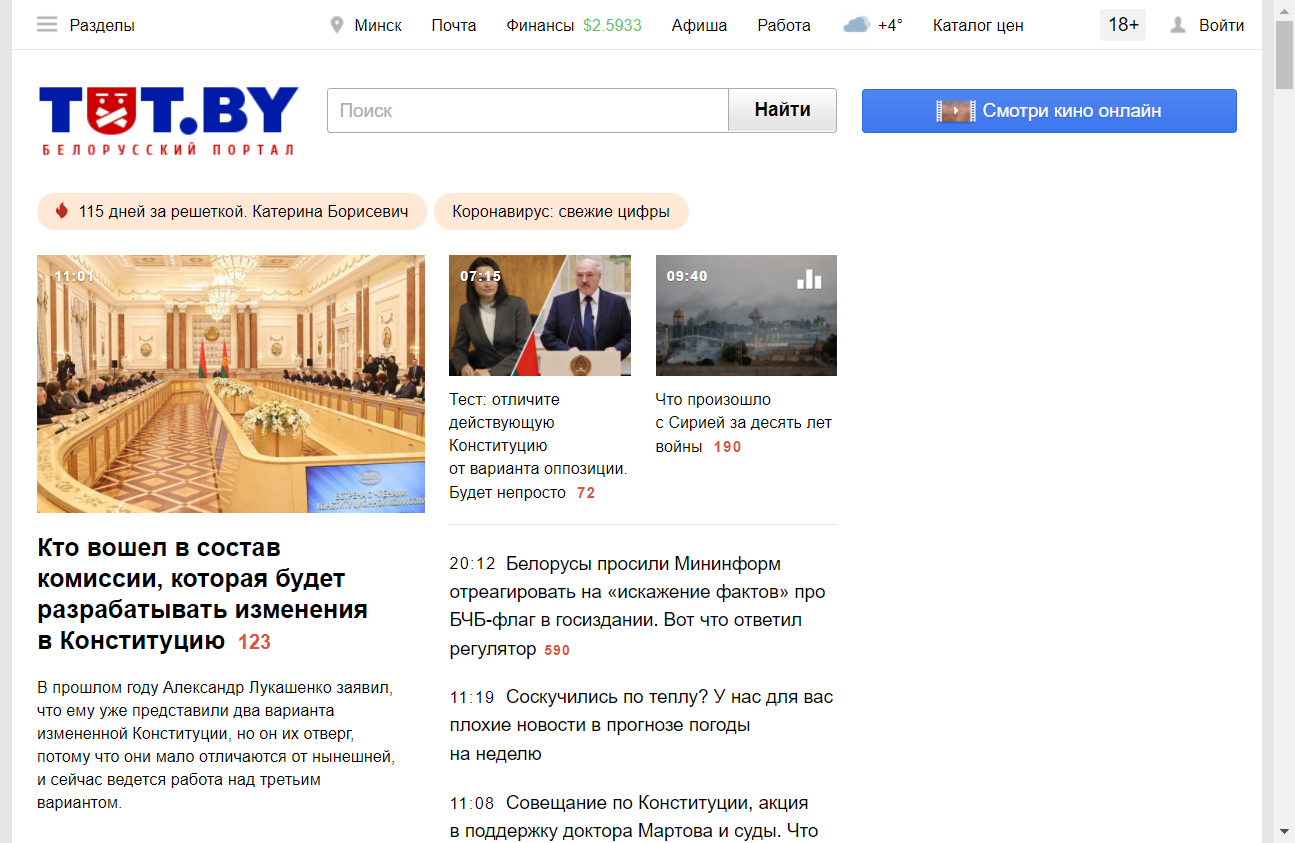 Разделы
Минск
Почта
Финансы $2.5933
Афиша
Работа
+4°
Каталог цен
18+
Войти
TUT.BY
БЕЛОРУССКИЙ ПОРТАЛ
Поиск
Найти
Смотри кино онлайн
115 дней за решеткой. Катерина Борисевич
Коронавирус: свежие цифры
11:01
ВСТРЕЧА С ЧЛЕНАМИ
КОНСТИТУЦИОННОЙ КОМИССИИ
Кто вошел в состав
комиссии, которая будет
разрабатывать изменения
в Конституцию 123
В прошлом году Александр Лукашенко заявил,
что ему уже представили два варианта
измененной Конституции, но он их отверг,
потому что они мало отличаются от нынешней,
и сейчас ведется работа над третьим
вариантом.
07:15
Тест: отличите
действующую
Конституцию
от варианта оппозиции.
Будет непросто 72
09:40
Что произошло
с Сирией за десять лет
войны 190
20:12 Белорусы просили Мининформ
отреагировать на «искажение фактов» про
БЧБ-флаг в госиздании. Вот что ответил
регулятор 590
11:19 Соскучились по теплу? У нас для вас
плохие новости в прогнозе погоды
на неделю
11:08 Совещание по Конституции, акция
в поддержку доктора Мартова и суды. Что